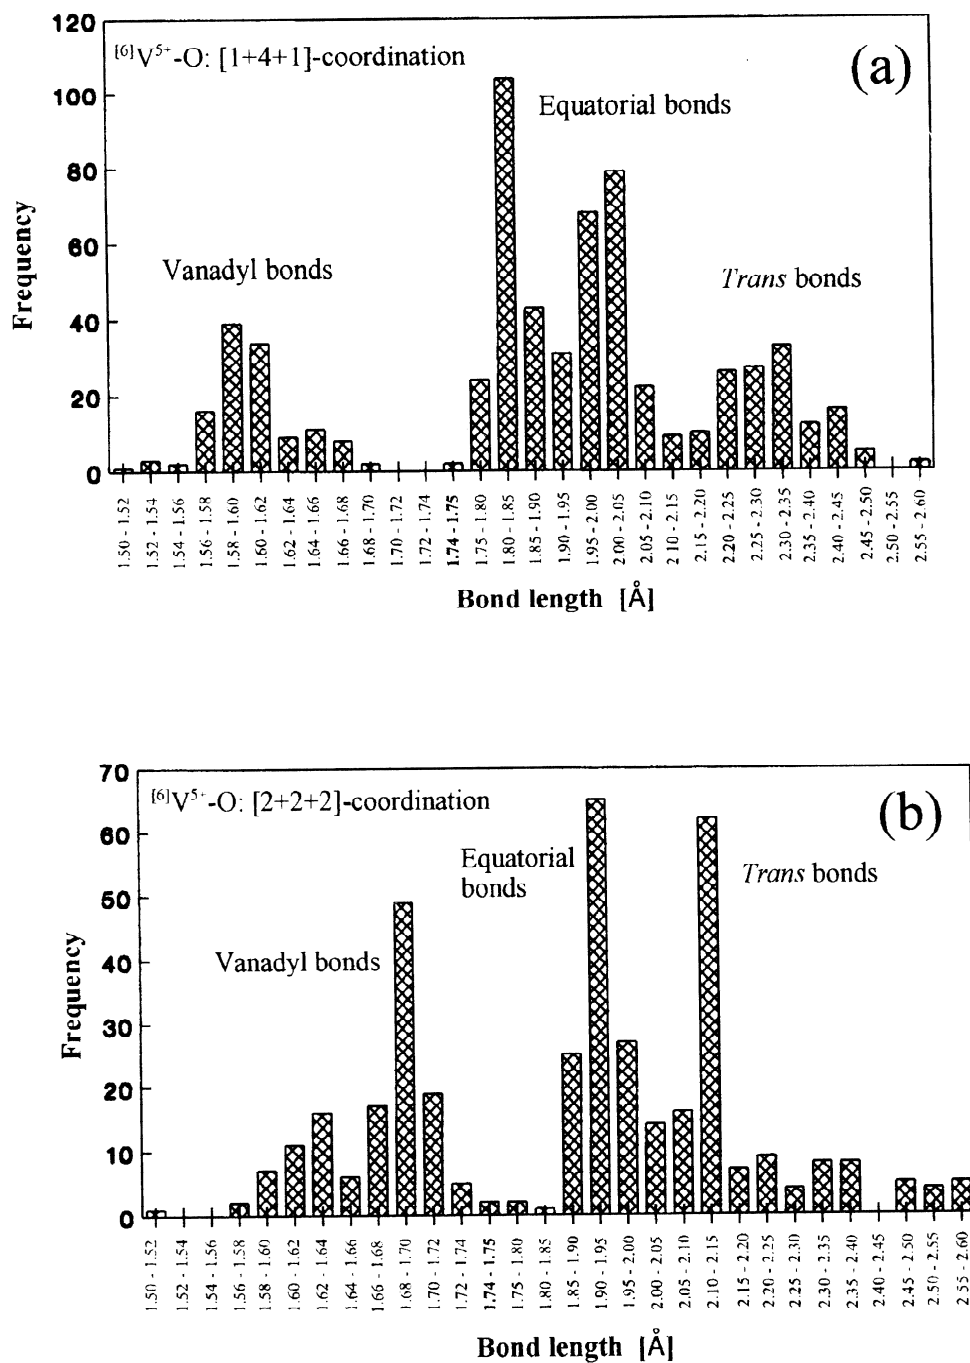 120
100
80
60
40
20
0
Frequency
[6]V5+-O: [1+4+1]-coordination
(a)
Equatorial bonds
Vanadyl bonds
Trans bonds
1.50 - 1.52
1.52 - 1.54
1.54 - 1.56
1.56 - 1.58
1.58 - 1.60
1.60 - 1.62
1.62 - 1.64
1.64 - 1.66
1.66 - 1.68
1.68 - 1.70
1.70 - 1.72
1.72 - 1.74
1.74 - 1.75
1.75 - 1.80
1.80 - 1.85
1.85 - 1.90
1.90 - 1.95
1.95 - 2.00
2.00 - 2.05
2.05 - 2.10
2.10 - 2.15
2.15 - 2.20
2.20 - 2.25
2.25 - 2.30
2.30 - 2.35
2.35 - 2.40
2.40 - 2.45
2.45 - 2.50
2.50 - 2.55
2.55 - 2.60
Bond length [Å]
70
60
50
40
30
20
10
0
Frequency
[6]V5+-O: [2+2+2]-coordination
(b)
Equatorial
bonds
Trans bonds
Vanadyl bonds
1.50 - 1.52
1.52 - 1.54
1.54 - 1.56
1.56 - 1.58
1.58 - 1.60
1.60 - 1.62
1.62 - 1.64
1.64 - 1.66
1.66 - 1.68
1.68 - 1.70
1.70 - 1.72
1.72 - 1.74
1.74 - 1.75
1.75 - 1.80
1.80 - 1.85
1.85 - 1.90
1.90 - 1.95
1.95 - 2.00
2.00 - 2.05
2.05 - 2.10
2.10 - 2.15
2.15 - 2.20
2.20 - 2.25
2.25 - 2.30
2.30 - 2.35
2.35 - 2.40
2.40 - 2.45
2.45 - 2.50
2.50 - 2.55
2.55 - 2.60
Bond length [Å]